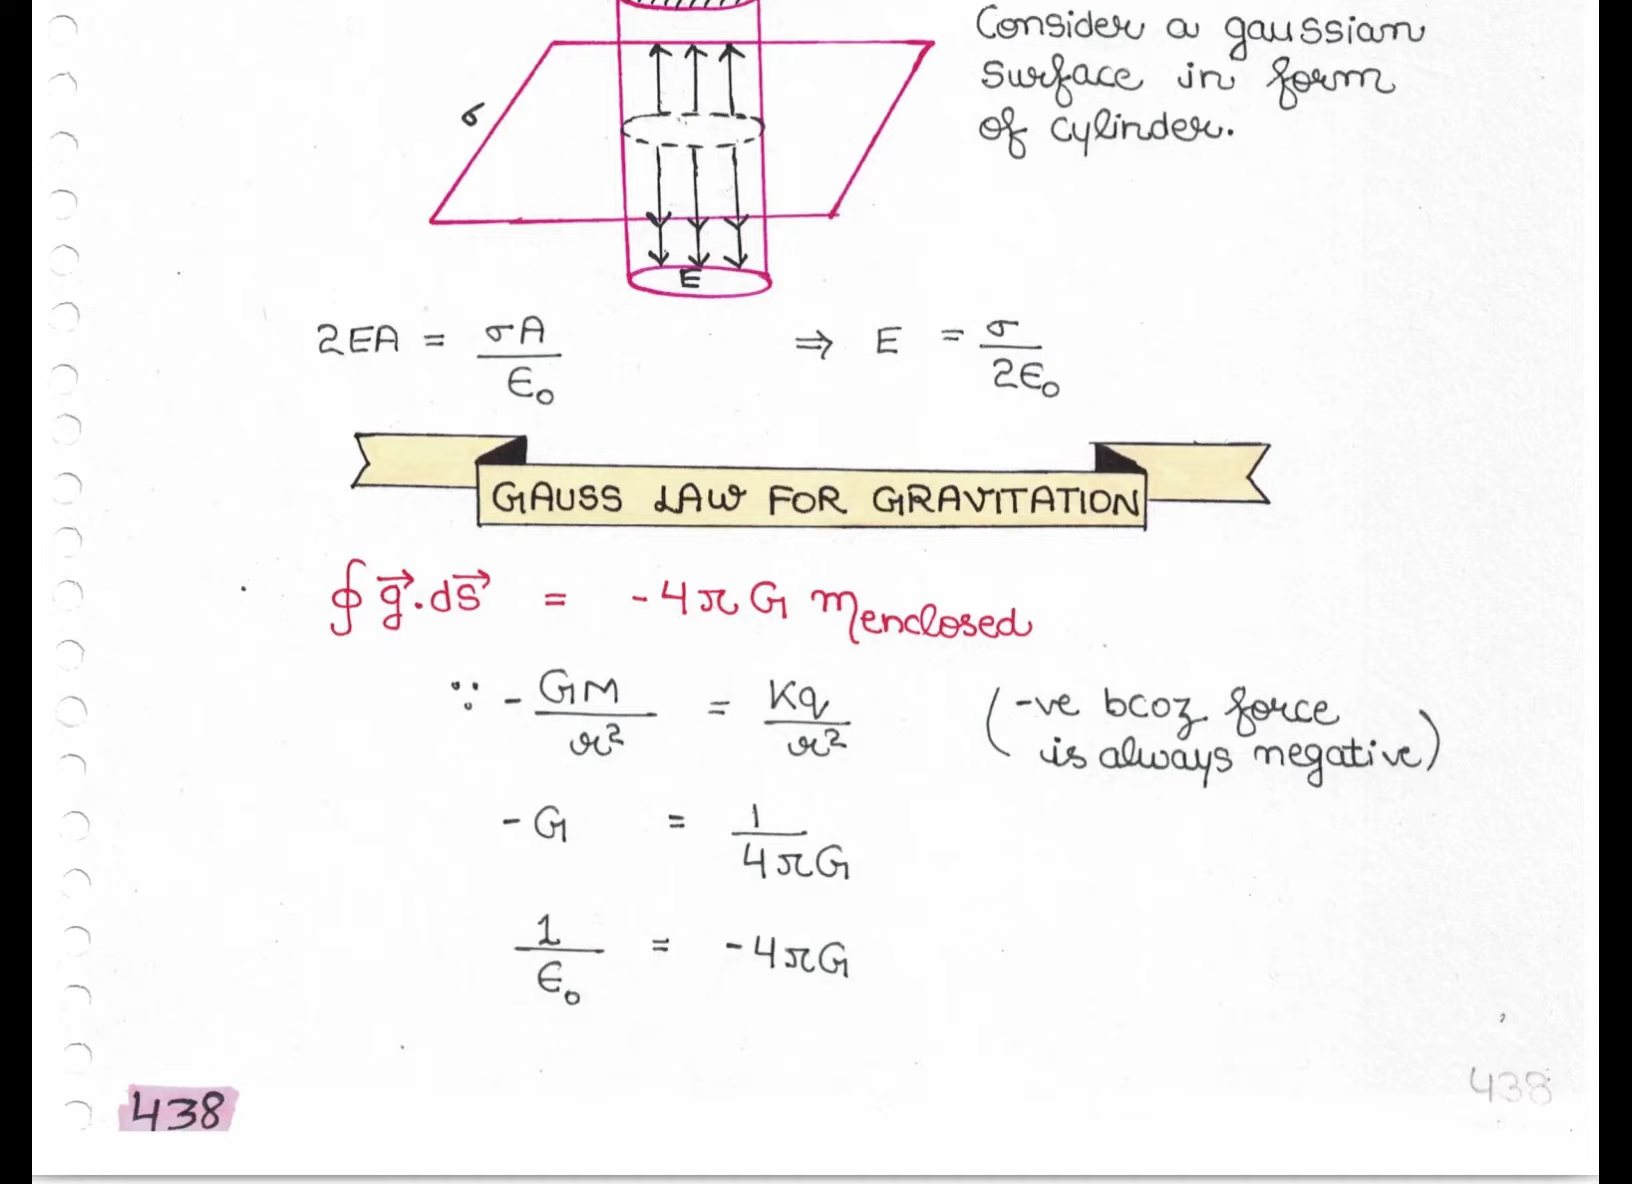 Consider a gaussian
surface in form
of cylinder.
σ
E
2EA = σA/ϵ₀ ⇒ E = σ/2ϵ₀
GAUSS LAW FOR GRAVITATION
∮ g⃗.ds⃗ = -4πG m_enclosed
∵ -GM/r² = Kq/r² (-ve bcoz force
is always negative)
-G = 1/4πG
1/ϵ₀ = -4πG
438
438